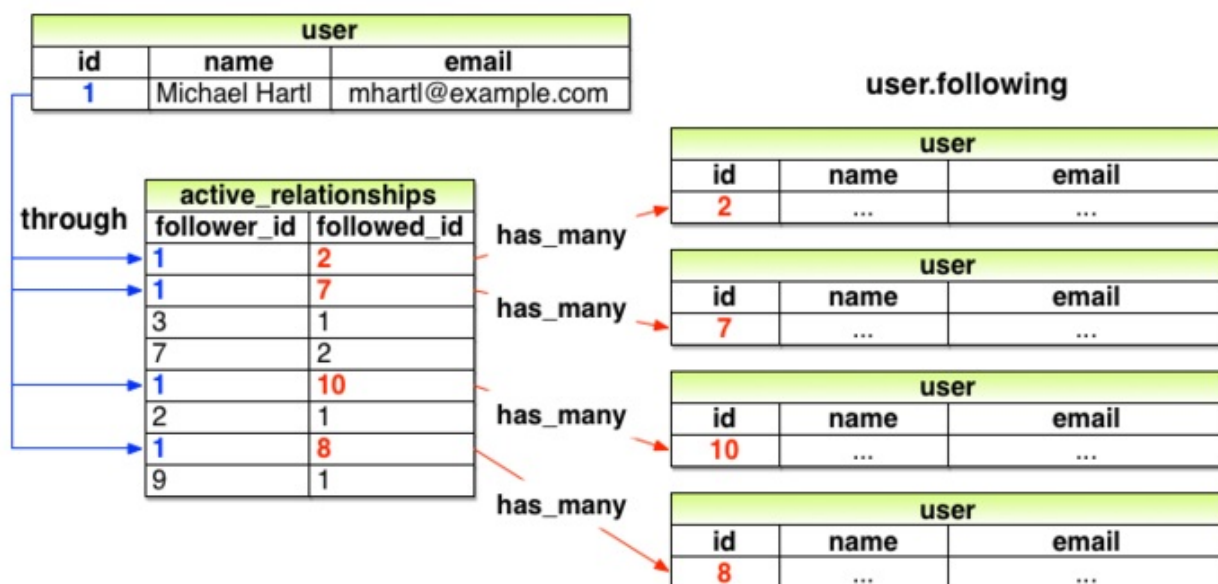 user
id name email
1 Michael Hartl mhartl@example.com
user.following
through
active_relationships
follower_id followed_id
1 2
1 7
3 1
7 2
1 10
2 1
1 8
9 1
has_many
has_many
has_many
has_many
user
id name email
2 ... ...
user
id name email
7 ... ...
user
id name email
10 ... ...
user
id name email
8 ... ...